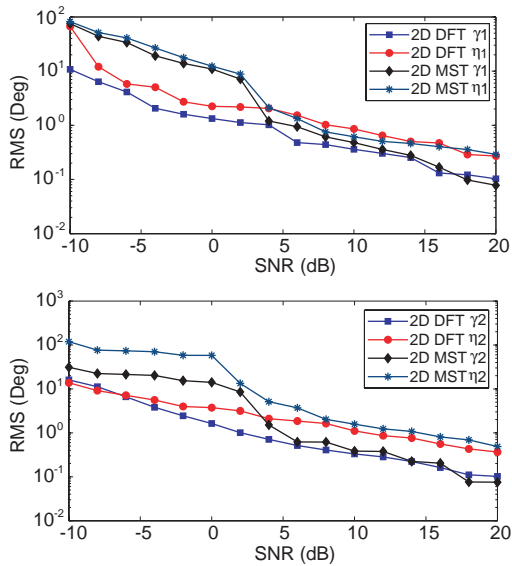 10^2
10^1
10^0
10^-1
10^-2
RMS (Deg)
2D DFT γ1
2D DFT η1
2D MST γ1
2D MST η1
-10 -5 0 5 10 15 20
SNR (dB)
10^3
10^2
10^1
10^0
10^-1
10^-2
RMS (Deg)
2D DFT γ2
2D DFT η2
2D MST γ2
2D MST η2
-10 -5 0 5 10 15 20
SNR (dB)